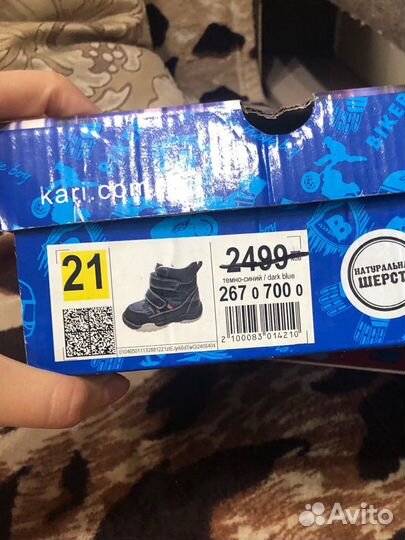 kari.com
BIKER
21
2499
темно-синий / dark blue
267 0 700 0
2 100083 014210
НАТУРАЛЬНАЯ
ШЕРСТЬ
Avito